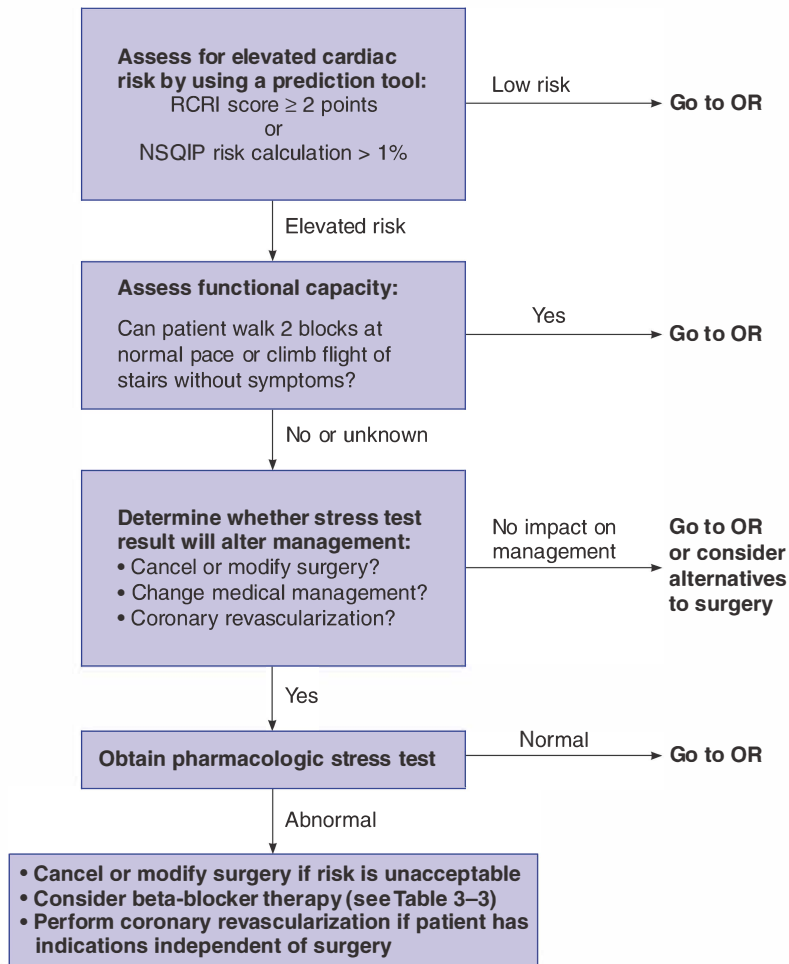 Assess for elevated cardiac
risk by using a prediction tool:
RCRI score ≥ 2 points
or
NSQIP risk calculation > 1%
Low risk
Go to OR
Elevated risk
Assess functional capacity:
Can patient walk 2 blocks at
normal pace or climb flight of
stairs without symptoms?
Yes
Go to OR
No or unknown
Determine whether stress test
result will alter management:
• Cancel or modify surgery?
• Change medical management?
• Coronary revascularization?
No impact on
management
Go to OR
or consider
alternatives
to surgery
Yes
Obtain pharmacologic stress test
Normal
Go to OR
Abnormal
• Cancel or modify surgery if risk is unacceptable
• Consider beta-blocker therapy (see Table 3–3)
• Perform coronary revascularization if patient has
indications independent of surgery